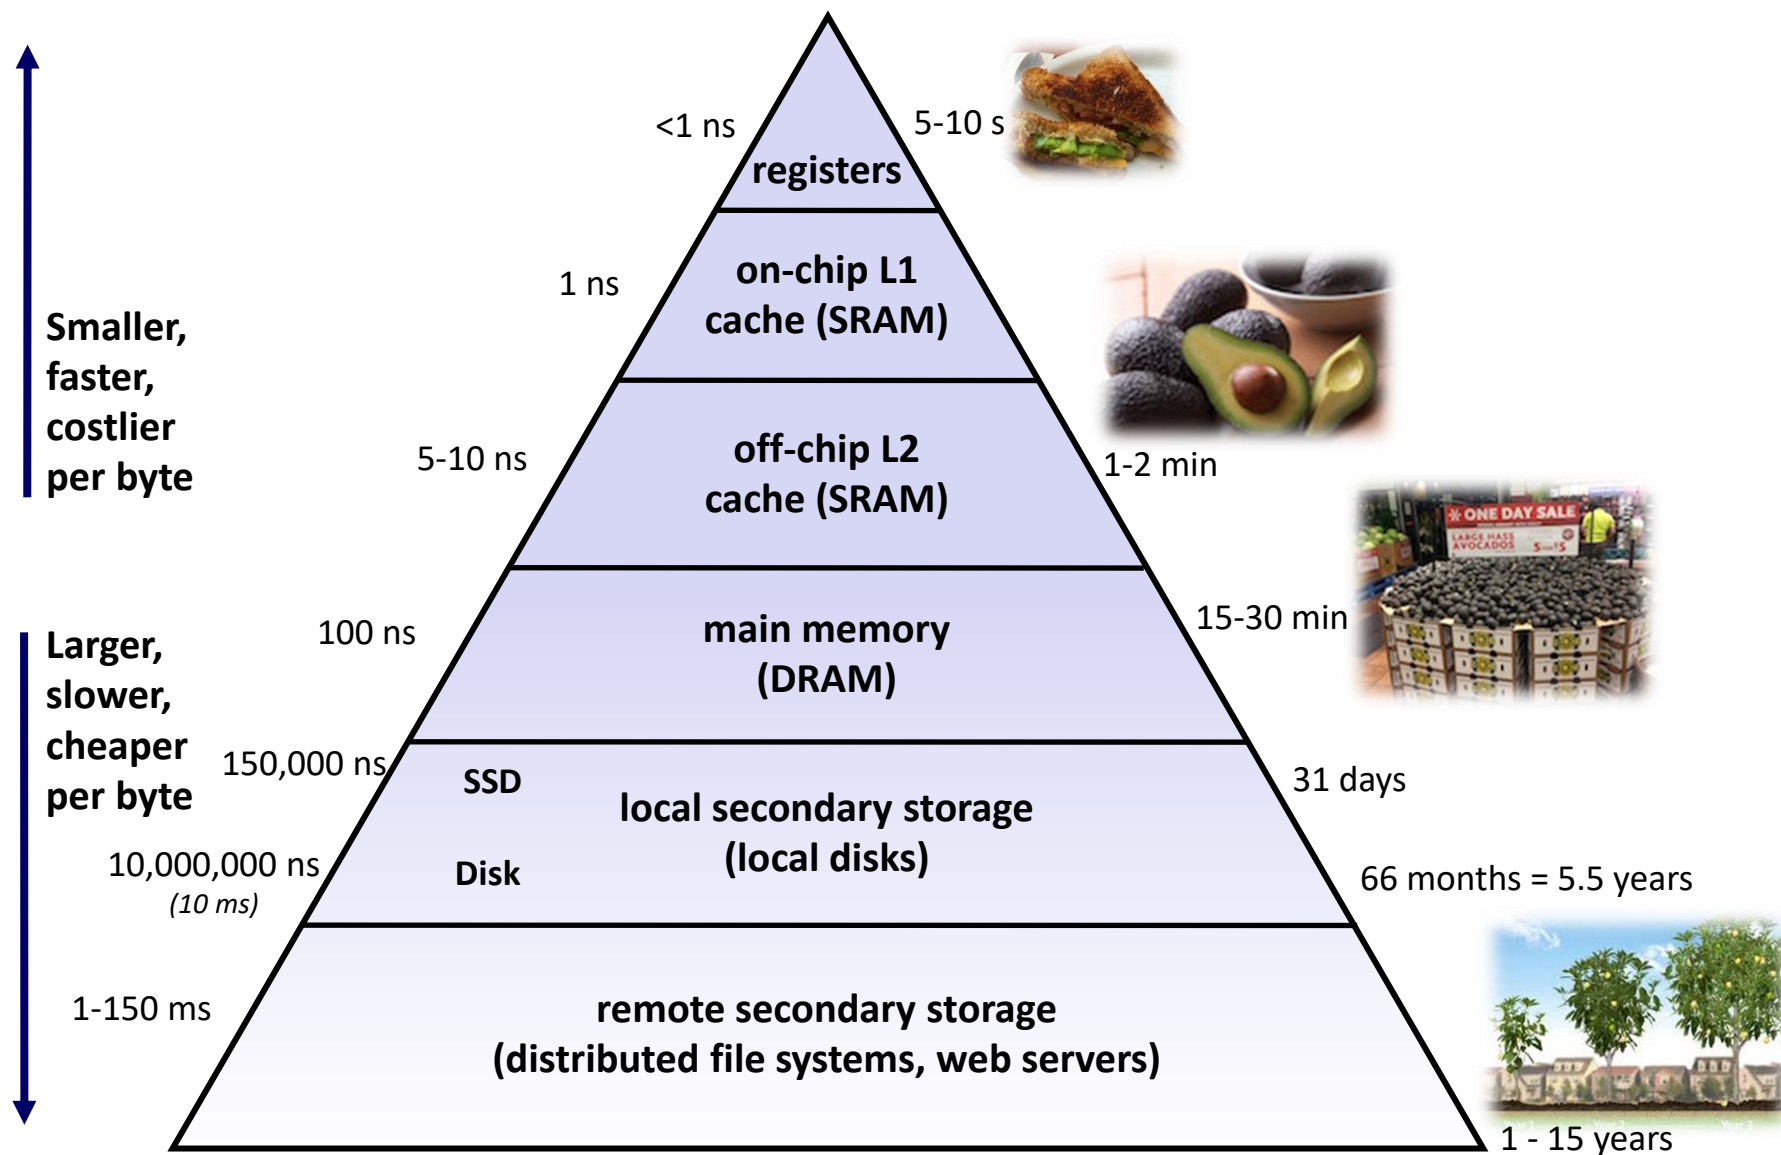 <1 ns
5-10 s
registers
on-chip L1
cache (SRAM)
1 ns
Smaller,
faster,
costlier
per byte
off-chip L2
cache (SRAM)
5-10 ns
1-2 min
ONE DAY SALE
LARGE HASS
AVOCADOS
100 ns
main memory
(DRAM)
15-30 min
Larger,
slower,
cheaper
per byte
150,000 ns
SSD
local secondary storage
(local disks)
31 days
10,000,000 ns
(10 ms)
Disk
66 months = 5.5 years
1-150 ms
remote secondary storage
(distributed file systems, web servers)
1 - 15 years